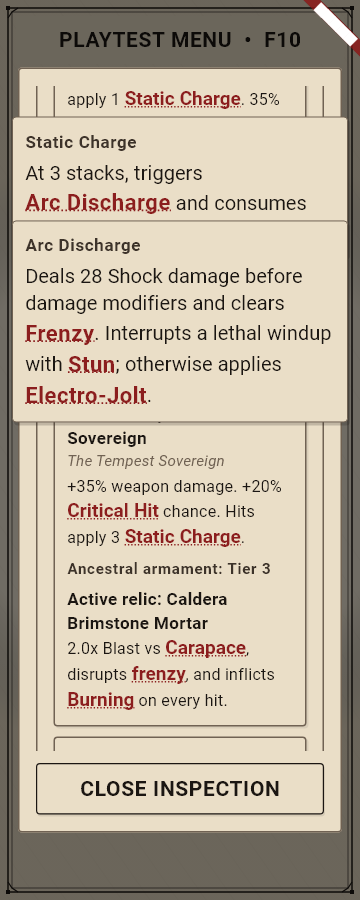 PLAYTEST MENU • F10
apply 1 Static Charge. 35%
Static Charge
At 3 stacks, triggers
Arc Discharge and consumes
Arc Discharge
Deals 28 Shock damage before
damage modifiers and clears
Frenzy. Interrupts a lethal windup
with Stun; otherwise applies
Electro-Jolt.
Sovereign
The Tempest Sovereign
+35% weapon damage. +20%
Critical Hit chance. Hits
apply 3 Static Charge.
Ancestral armament: Tier 3
Active relic: Caldera
Brimstone Mortar
2.0x Blast vs Carapace,
disrupts frenzy, and inflicts
Burning on every hit.
CLOSE INSPECTION